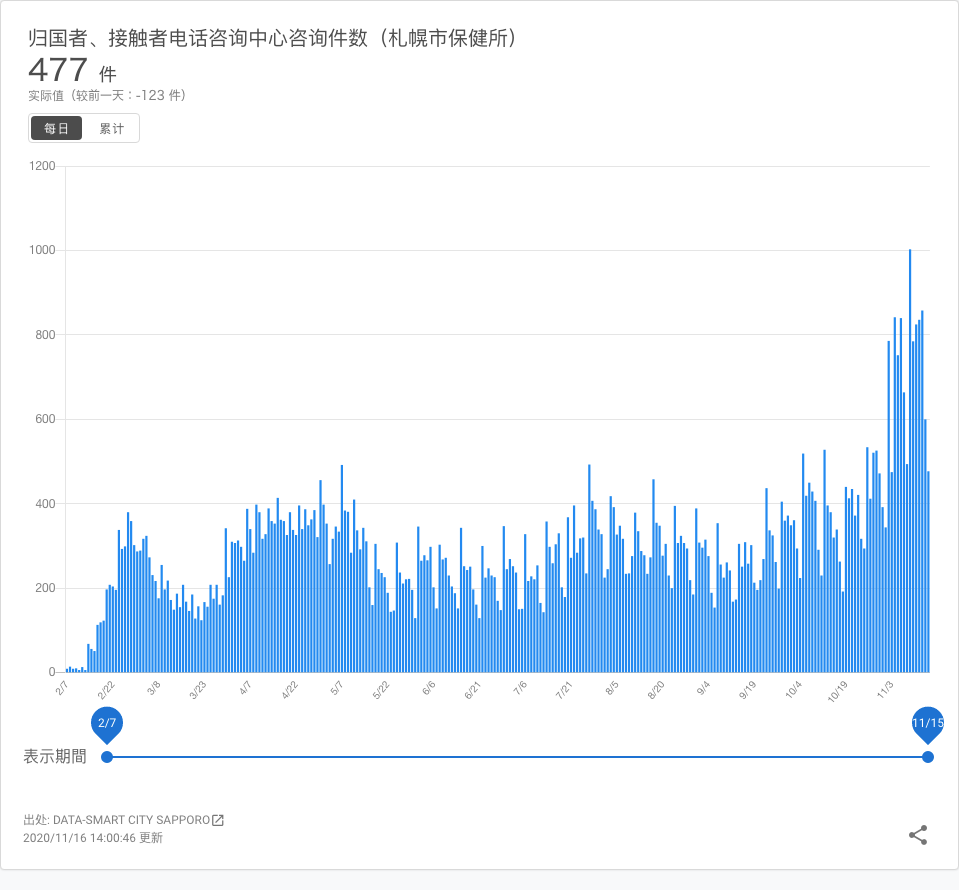 归国者、接触者电话咨询中心咨询件数（札幌市保健所）
477 件
实际值（较前一天：-123 件）
每日 累计
1200
1000
800
600
400
200
0
2/7 2/22 3/8 3/23 4/7 4/22 5/7 5/22 6/6 6/21 7/6 7/21 8/5 8/20 9/4 9/19 10/4 10/19 11/3
2/7 11/15
表示期間
出处: DATA-SMART CITY SAPPORO
2020/11/16 14:00:46 更新